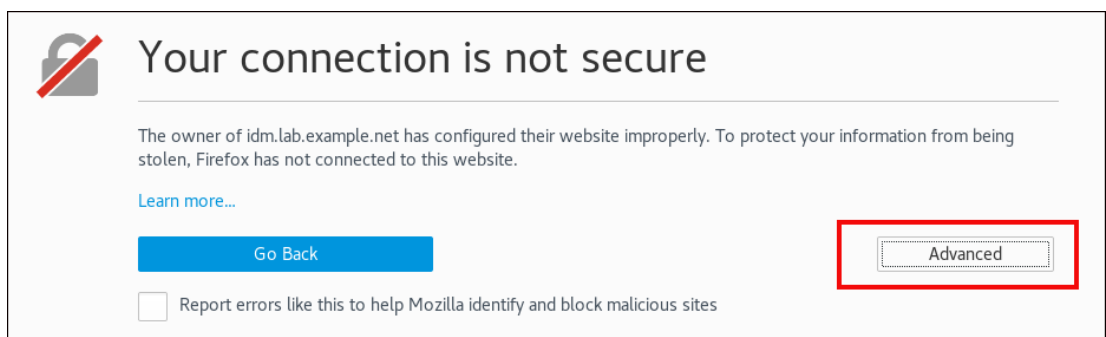 Your connection is not secure
The owner of idm.lab.example.net has configured their website improperly. To protect your information from being
stolen, Firefox has not connected to this website.
Learn more...
Go Back
Advanced
Report errors like this to help Mozilla identify and block malicious sites